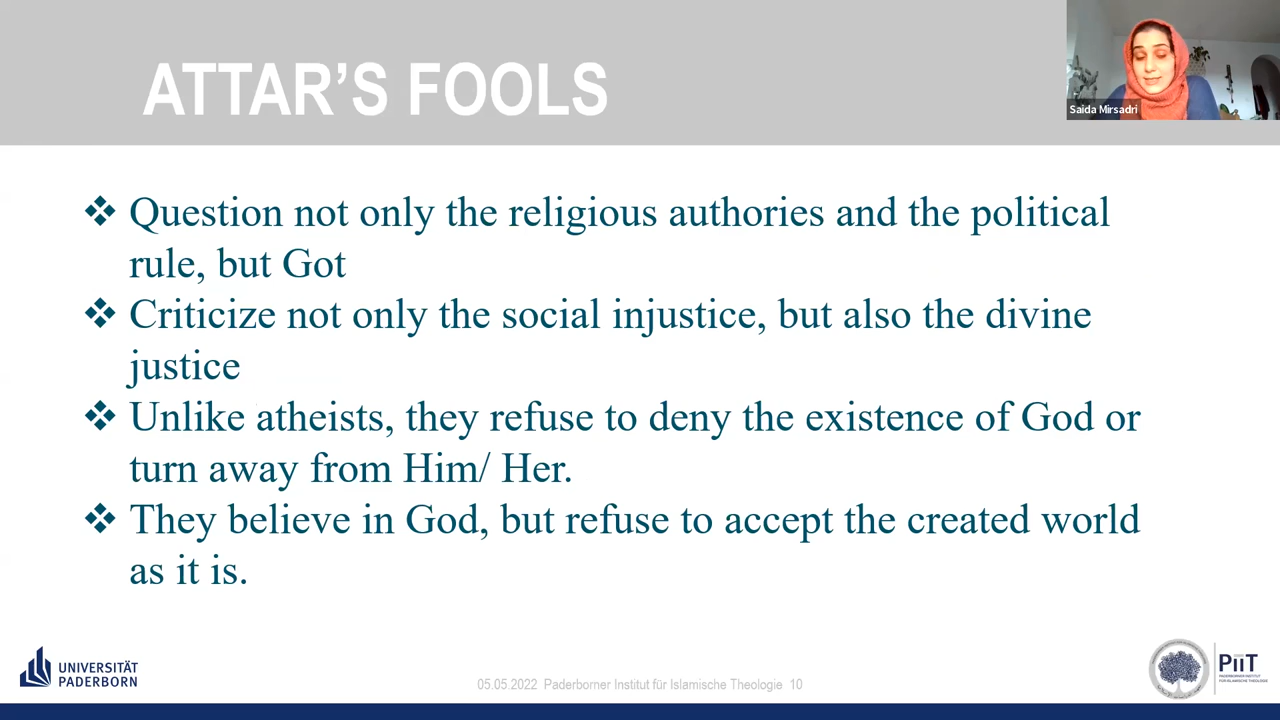 ATTAR’S FOOLS
Saida Mirsadri
❖ Question not only the religious authories and the political
rule, but Got
❖ Criticize not only the social injustice, but also the divine
justice
❖ Unlike atheists, they refuse to deny the existence of God or
turn away from Him/ Her.
❖ They believe in God, but refuse to accept the created world
as it is.
UNIVERSITÄT
PADERBORN
05.05.2022 Paderborner Institut für Islamische Theologie 10
PiiT
PADERBORNER INSTITUT
FÜR ISLAMISCHE THEOLOGIE